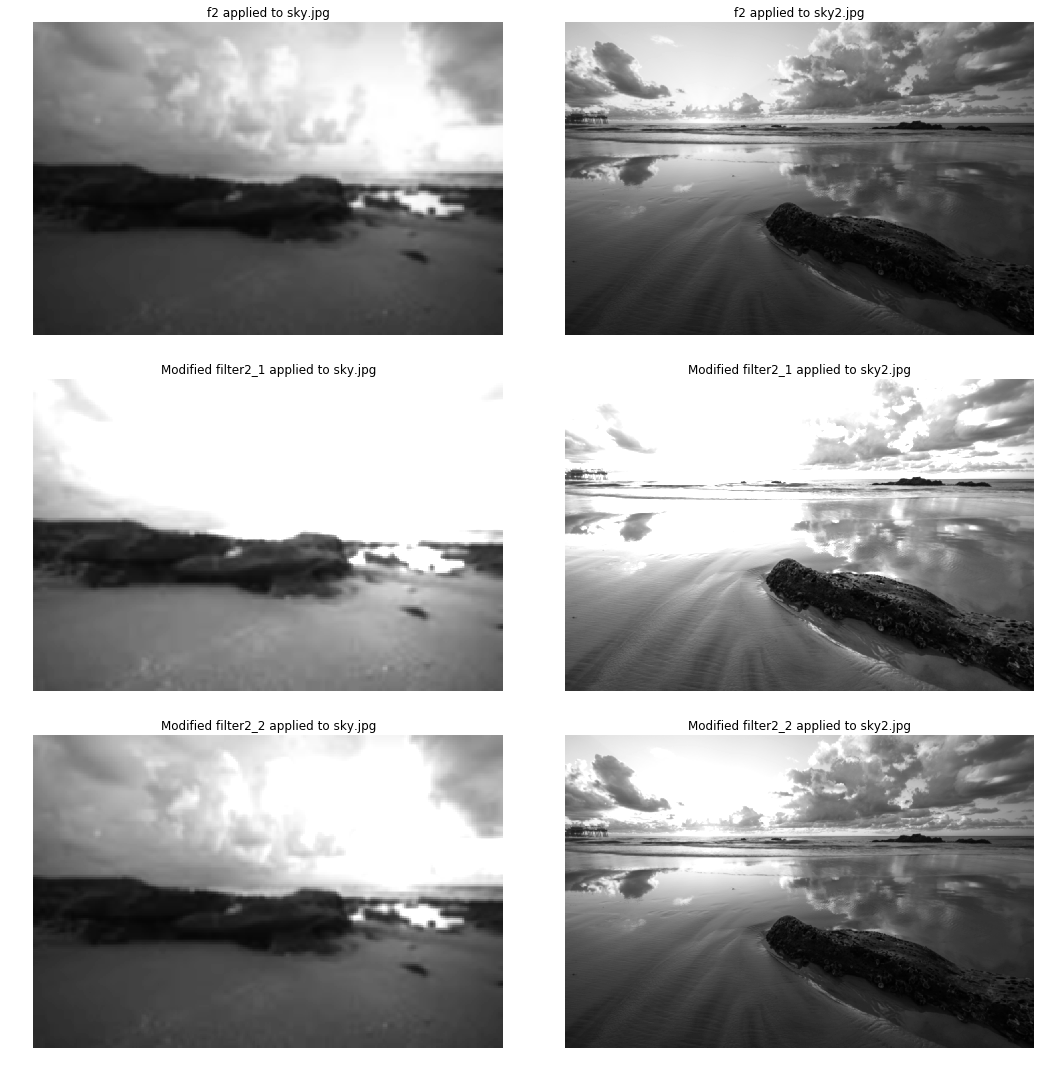 f2 applied to sky.jpg
f2 applied to sky2.jpg
Modified filter2_1 applied to sky.jpg
Modified filter2_1 applied to sky2.jpg
Modified filter2_2 applied to sky.jpg
Modified filter2_2 applied to sky2.jpg